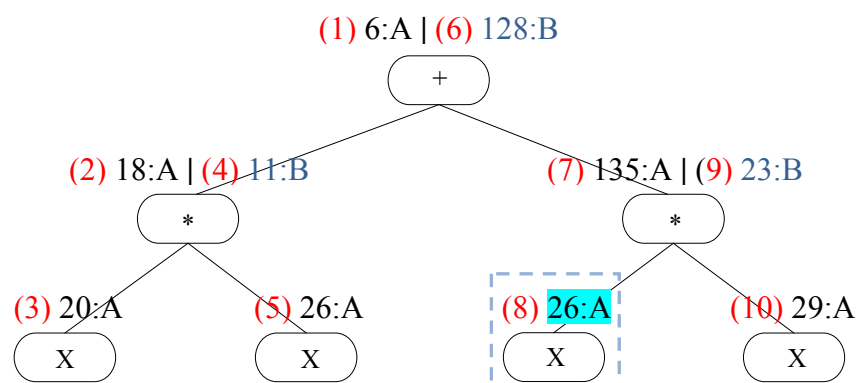 (1) 6:A | (6) 128:B
+
(2) 18:A | (4) 11:B
(7) 135:A | (9) 23:B
*
*
(3) 20:A
(5) 26:A
(8) 26:A
(10) 29:A
X
X
X
X